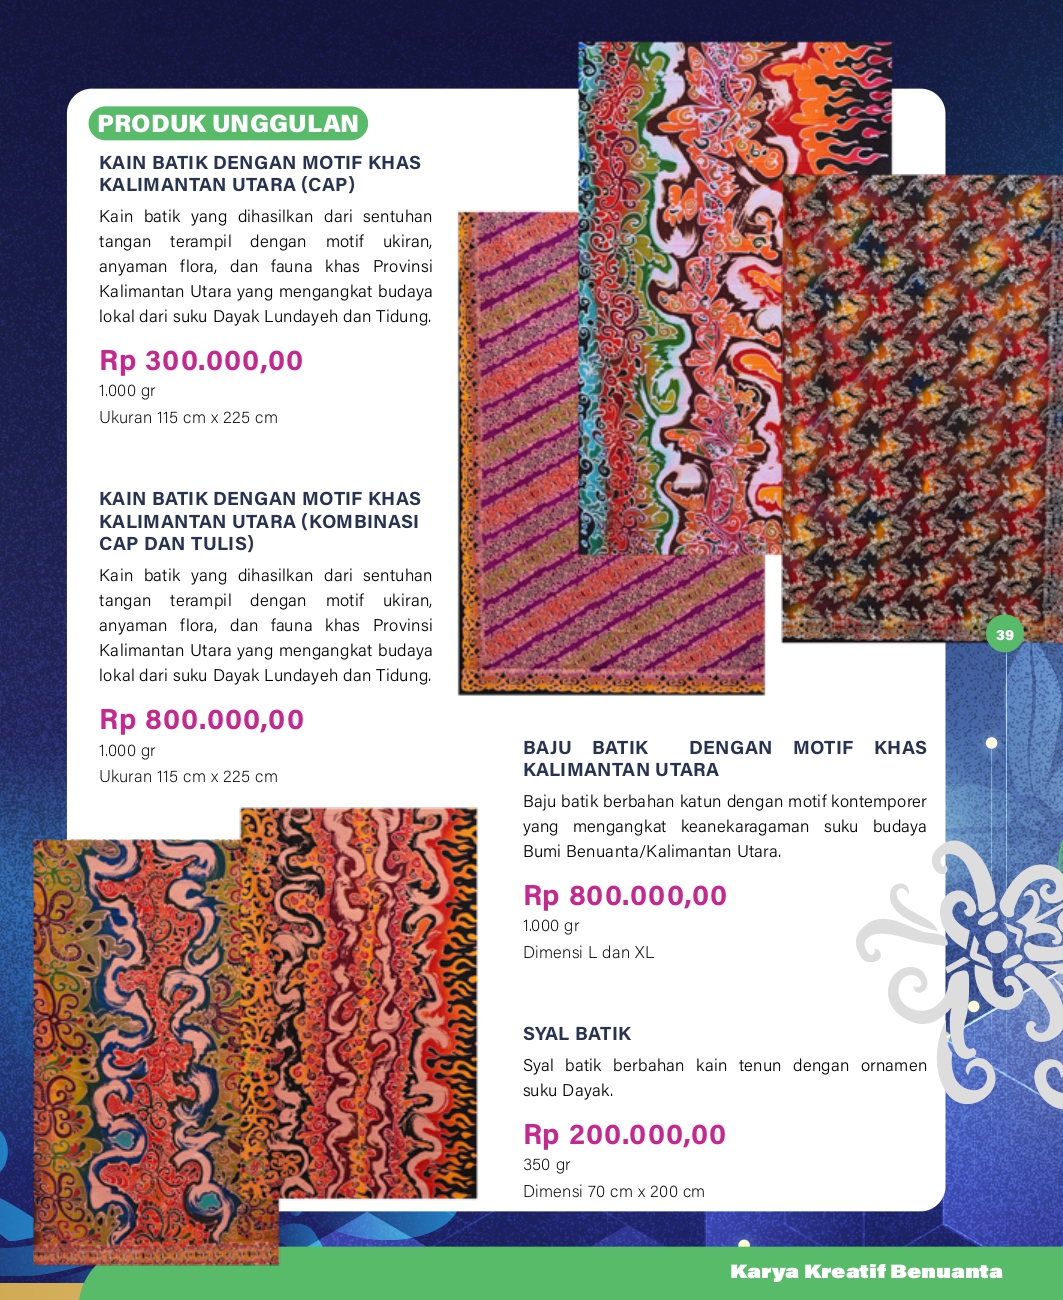 PRODUK UNGGULAN
KAIN BATIK DENGAN MOTIF KHAS
KALIMANTAN UTARA (CAP)
Kain batik yang dihasilkan dari sentuhan
tangan terampil dengan motif ukiran,
anyaman flora, dan fauna khas Provinsi
Kalimantan Utara yang mengangkat budaya
lokal dari suku Dayak Lundayeh dan Tidung.
Rp 300.000,00
1.000 gr
Ukuran 115 cm x 225 cm
KAIN BATIK DENGAN MOTIF KHAS
KALIMANTAN UTARA (KOMBINASI
CAP DAN TULIS)
Kain batik yang dihasilkan dari sentuhan
tangan terampil dengan motif ukiran,
anyaman flora, dan fauna khas Provinsi
Kalimantan Utara yang mengangkat budaya
lokal dari suku Dayak Lundayeh dan Tidung.
Rp 800.000,00
1.000 gr
Ukuran 115 cm x 225 cm
39
BAJU BATIK DENGAN MOTIF KHAS
KALIMANTAN UTARA
Baju batik berbahan katun dengan motif kontemporer
yang mengangkat keanekaragaman suku budaya
Bumi Benuanta/Kalimantan Utara.
Rp 800.000,00
1.000 gr
Dimensi L dan XL
SYAL BATIK
Syal batik berbahan kain tenun dengan ornamen
suku Dayak.
Rp 200.000,00
350 gr
Dimensi 70 cm x 200 cm
Karya Kreatif Benuanta